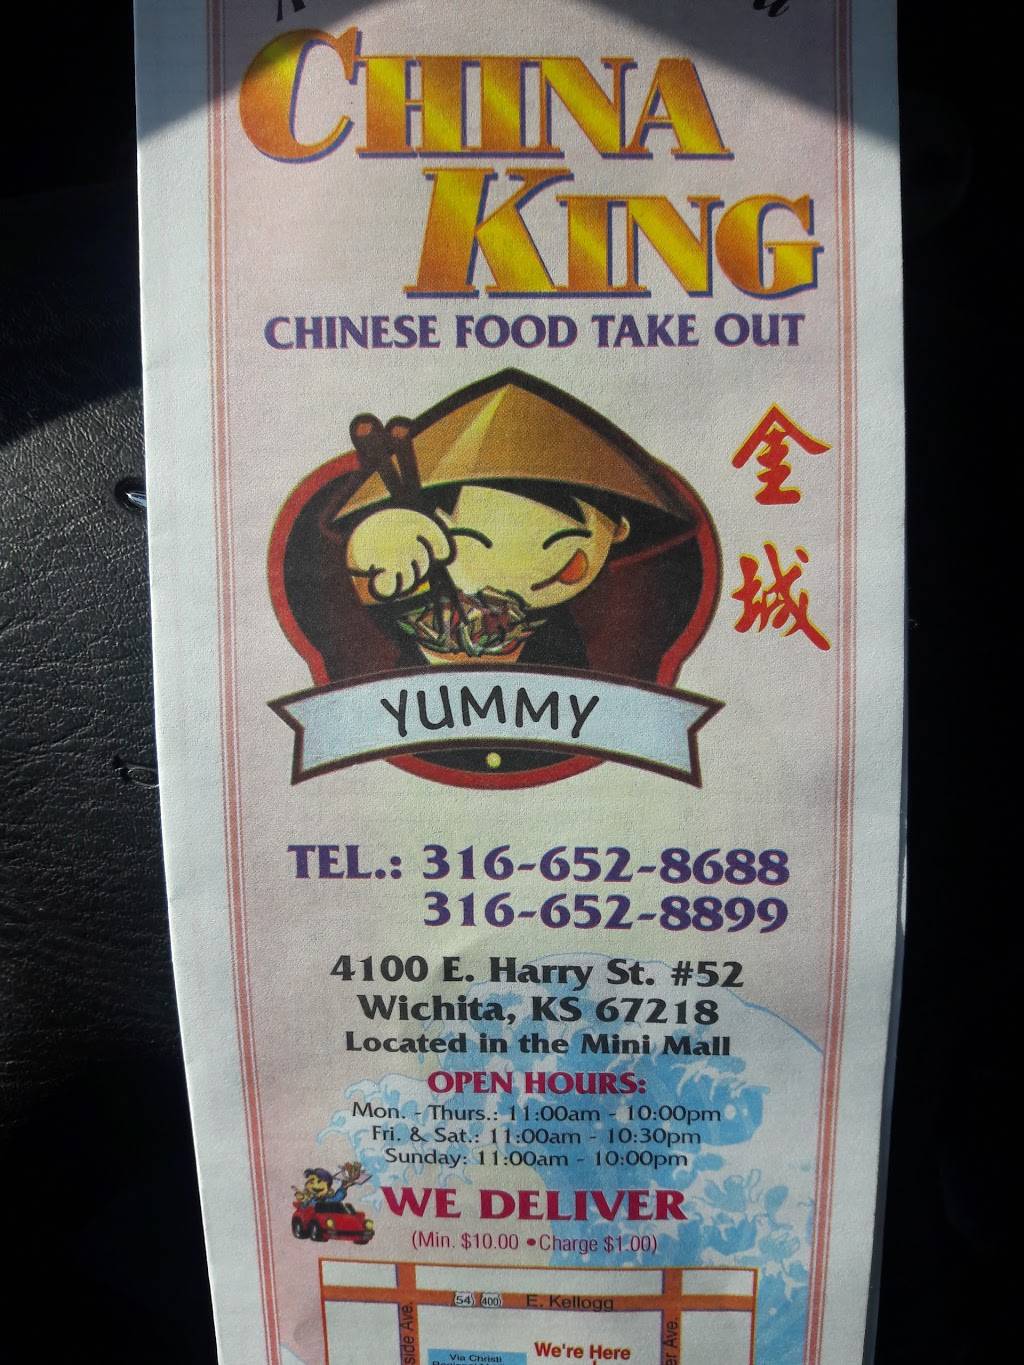 CHINA
KING
CHINESE FOOD TAKE OUT
金
城
YUMMY
TEL.: 316-652-8688
316-652-8899
4100 E. Harry St. #52
Wichita, KS 67218
Located in the Mini Mall
OPEN HOURS:
Mon. - Thurs.: 11:00am - 10:00pm
Fri. & Sat.: 11:00am - 10:30pm
Sunday: 11:00am - 10:00pm
WE DELIVER
(Min. $10.00 • Charge $1.00)
54 400 E. Kellogg
We're Here
Via Christi